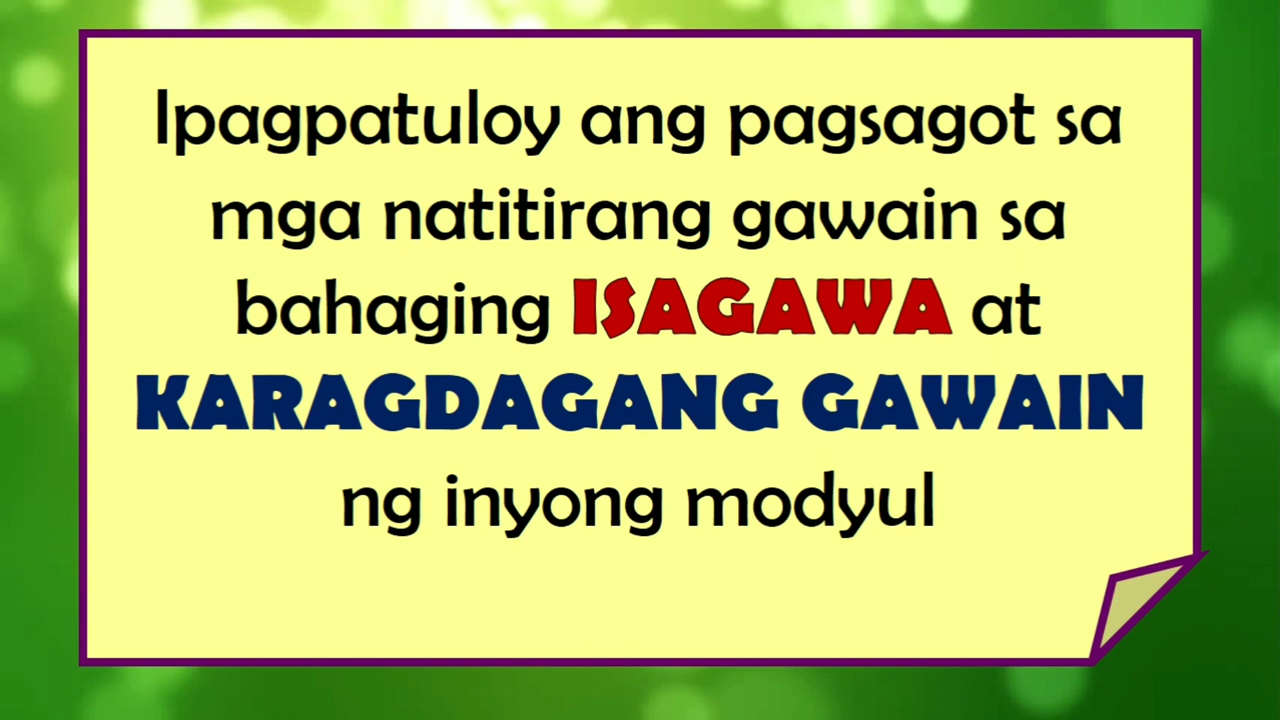 Ipagpatuloy ang pagsagot sa
mga natitirang gawain sa
bahaging ISAGAWA at
KARAGDAGANG GAWAIN
ng inyong modyul